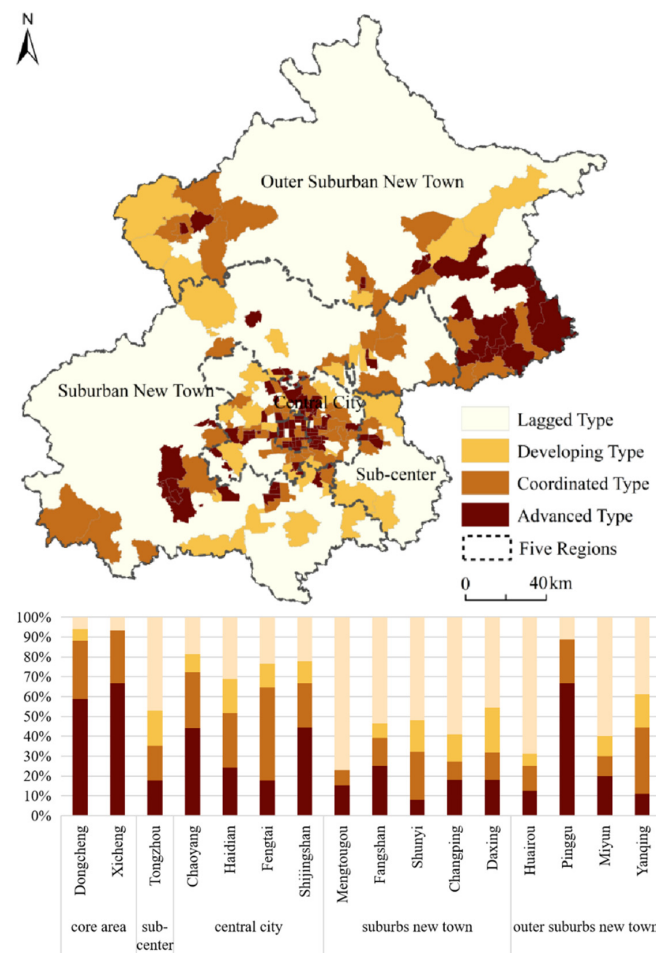 N
Outer Suburban New Town
Suburban New Town
Central City
Sub-center
Lagged Type
Developing Type
Coordinated Type
Advanced Type
Five Regions
0 40 km
100%
90%
80%
70%
60%
50%
40%
30%
20%
10%
0%
Dongcheng
Xicheng
Tongzhou
Chaoyang
Haidian
Fengtai
Shijingshan
Mengtougou
Fangshan
Shunyi
Changping
Daxing
Huairou
Pinggu
Miyun
Yanqing
core area
sub-
center
central city
suburbs new town
outer suburbs new town